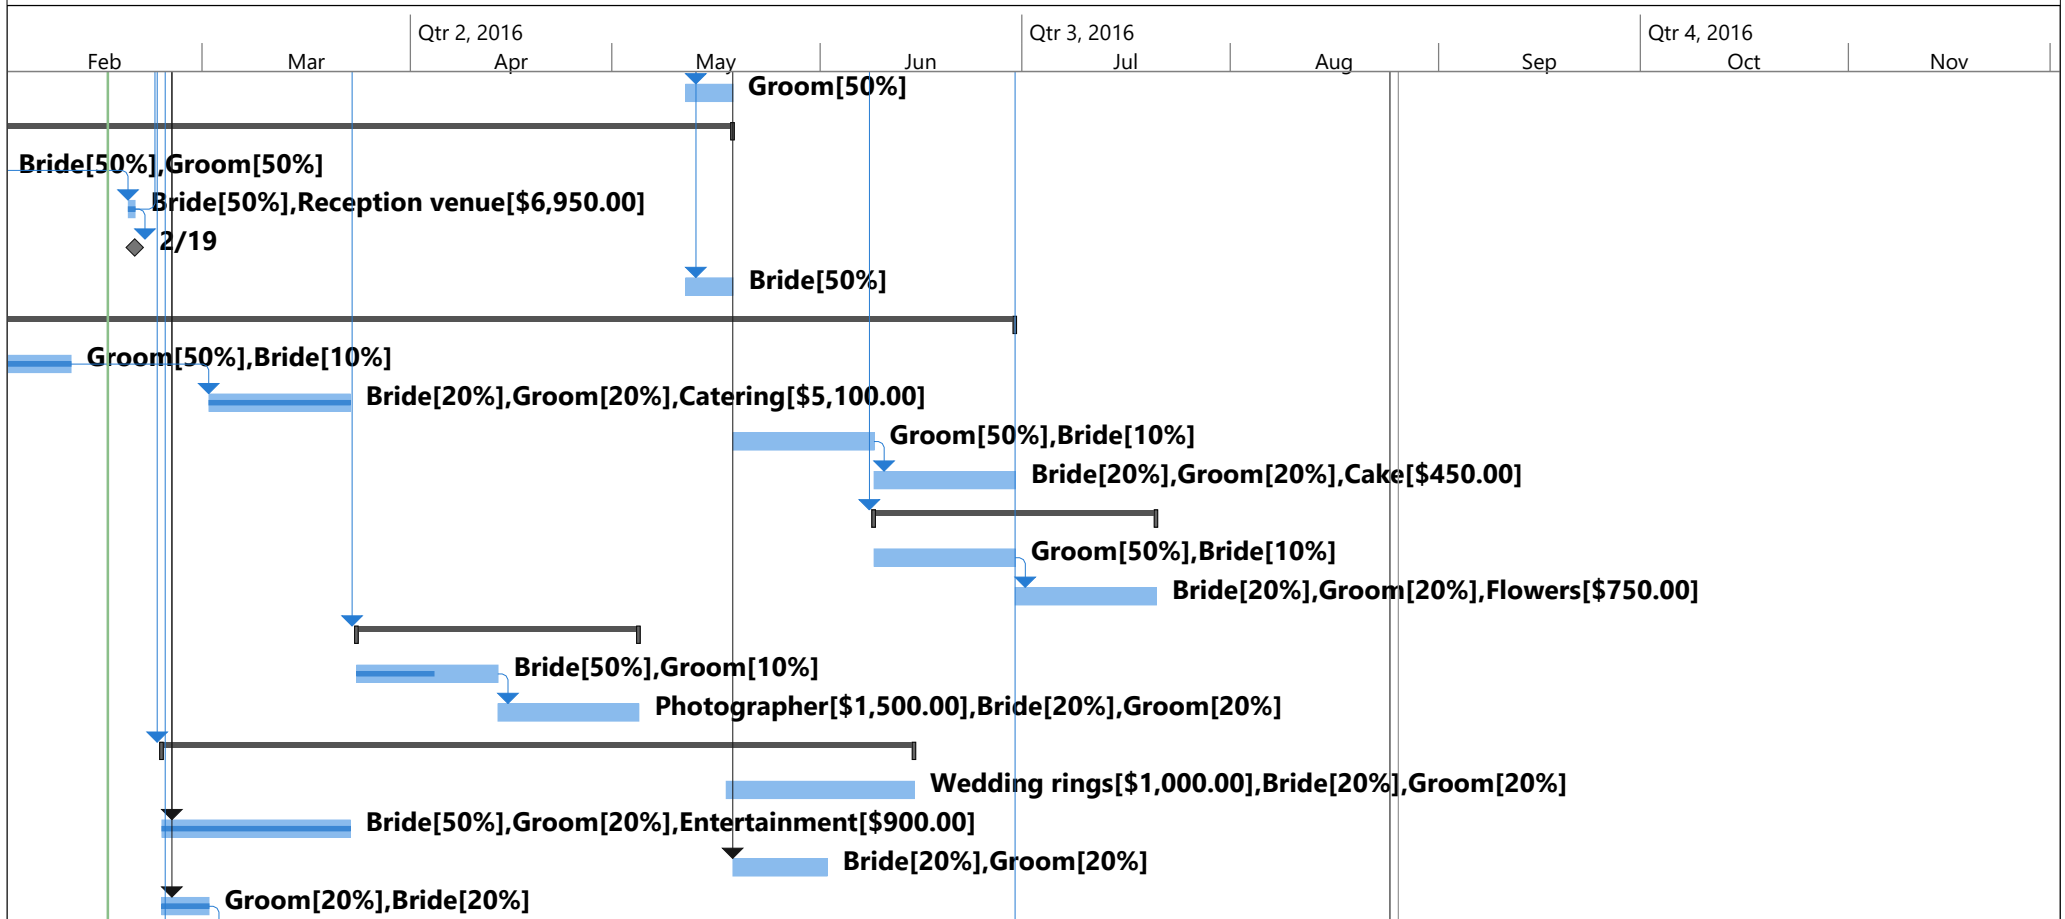 Qtr 2, 2016 Qtr 3, 2016 Qtr 4, 2016
Feb Mar Apr May Jun Jul Aug Sep Oct Nov
Groom[50%]
Bride[50%],Groom[50%]
Bride[50%],Reception venue[$6,950.00]
2/19
Bride[50%]
Groom[50%],Bride[10%]
Bride[20%],Groom[20%],Catering[$5,100.00]
Groom[50%],Bride[10%]
Bride[20%],Groom[20%],Cake[$450.00]
Groom[50%],Bride[10%]
Bride[20%],Groom[20%],Flowers[$750.00]
Bride[50%],Groom[10%]
Photographer[$1,500.00],Bride[20%],Groom[20%]
Wedding rings[$1,000.00],Bride[20%],Groom[20%]
Bride[50%],Groom[20%],Entertainment[$900.00]
Bride[20%],Groom[20%]
Groom[20%],Bride[20%]